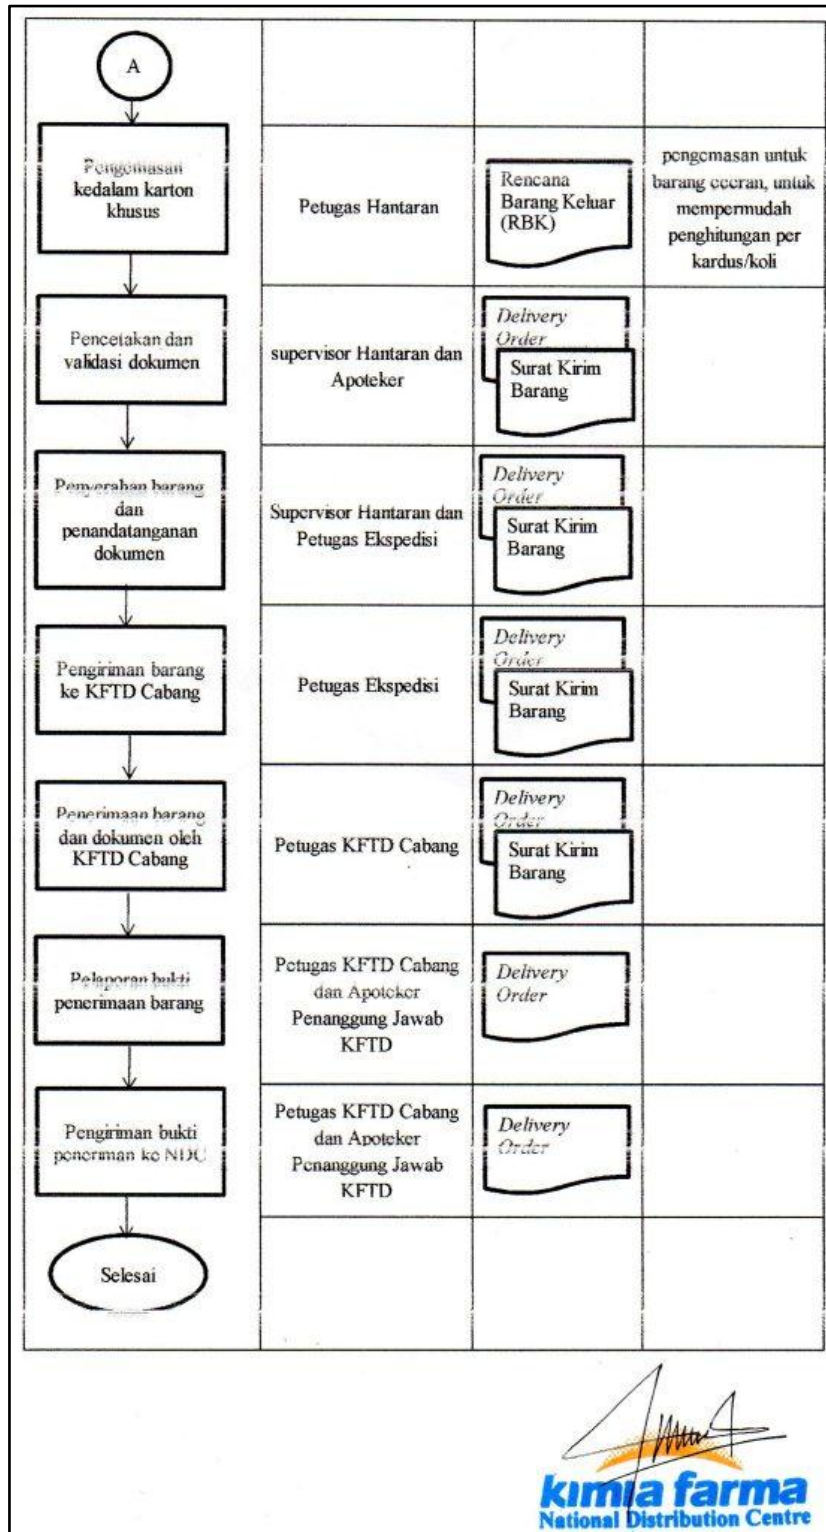 A
Pengemasan
kedalam karton
khusus
Petugas Hantaran
Rencana
Barang Keluar
(RBK)
pengemasan untuk
barang eceran, untuk
mempermudah
penghitungan per
kardus/koli
Pencetakan dan
validasi dokumen
supervisor Hantaran dan
Apoteker
Delivery
Order
Surat Kirim
Barang
Penyerahan barang
dan
penandatanganan
dokumen
Supervisor Hantaran dan
Petugas Ekspedisi
Delivery
Order
Surat Kirim
Barang
Pengiriman barang
ke KFTD Cabang
Petugas Ekspedisi
Delivery
Order
Surat Kirim
Barang
Penerimaan barang
dan dokumen oleh
KFTD Cabang
Petugas KFTD Cabang
Delivery
Order
Surat Kirim
Barang
Pelaporan bukti
penerimaan barang
Petugas KFTD Cabang
dan Apoteker
Penanggung Jawab
KFTD
Delivery
Order
Pengiriman bukti
peneriman ke NDC
Petugas KFTD Cabang
dan Apoteker
Penanggung Jawab
KFTD
Delivery
Order
Selesai
kimia farma
National Distribution Centre